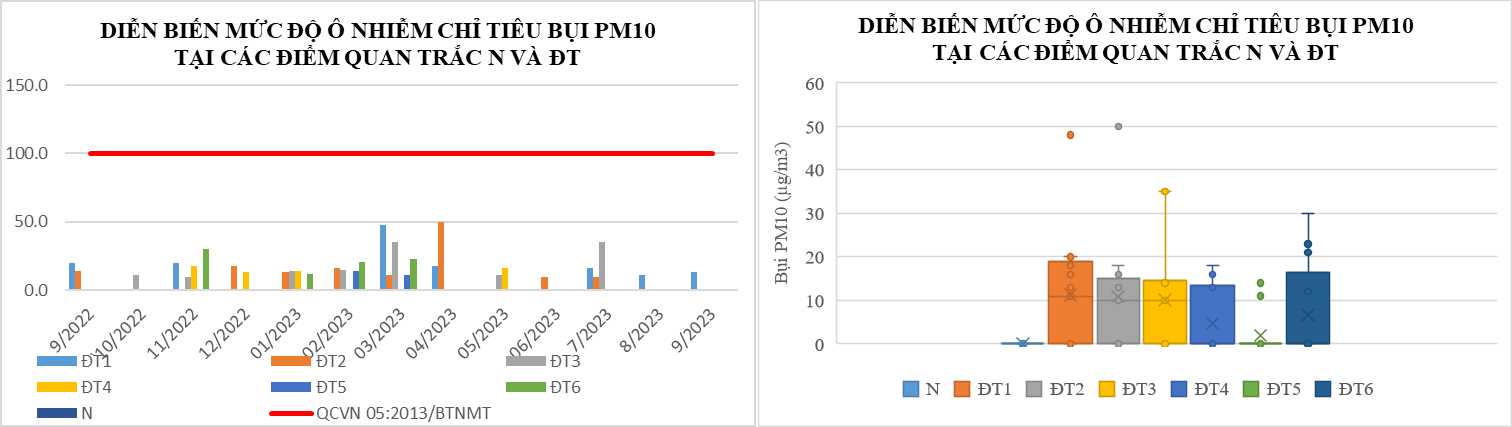 DIỄN BIẾN MỨC ĐỘ Ô NHIỄM CHỈ TIÊU BỤI PM10
TẠI CÁC ĐIỂM QUAN TRẮC N VÀ ĐT
150.0
100.0
50.0
0.0
9/2022
10/2022
11/2022
12/2022
01/2023
02/2023
03/2023
04/2023
05/2023
06/2023
7/2023
8/2023
9/2023
ĐT1
ĐT2
ĐT3
ĐT4
ĐT5
ĐT6
N
QCVN 05:2013/BTNMT
DIỄN BIẾN MỨC ĐỘ Ô NHIỄM CHỈ TIÊU BỤI PM10
TẠI CÁC ĐIỂM QUAN TRẮC N VÀ ĐT
Bụi PM10 (µg/m3)
60
50
40
30
20
10
0
N
ĐT1
ĐT2
ĐT3
ĐT4
ĐT5
ĐT6